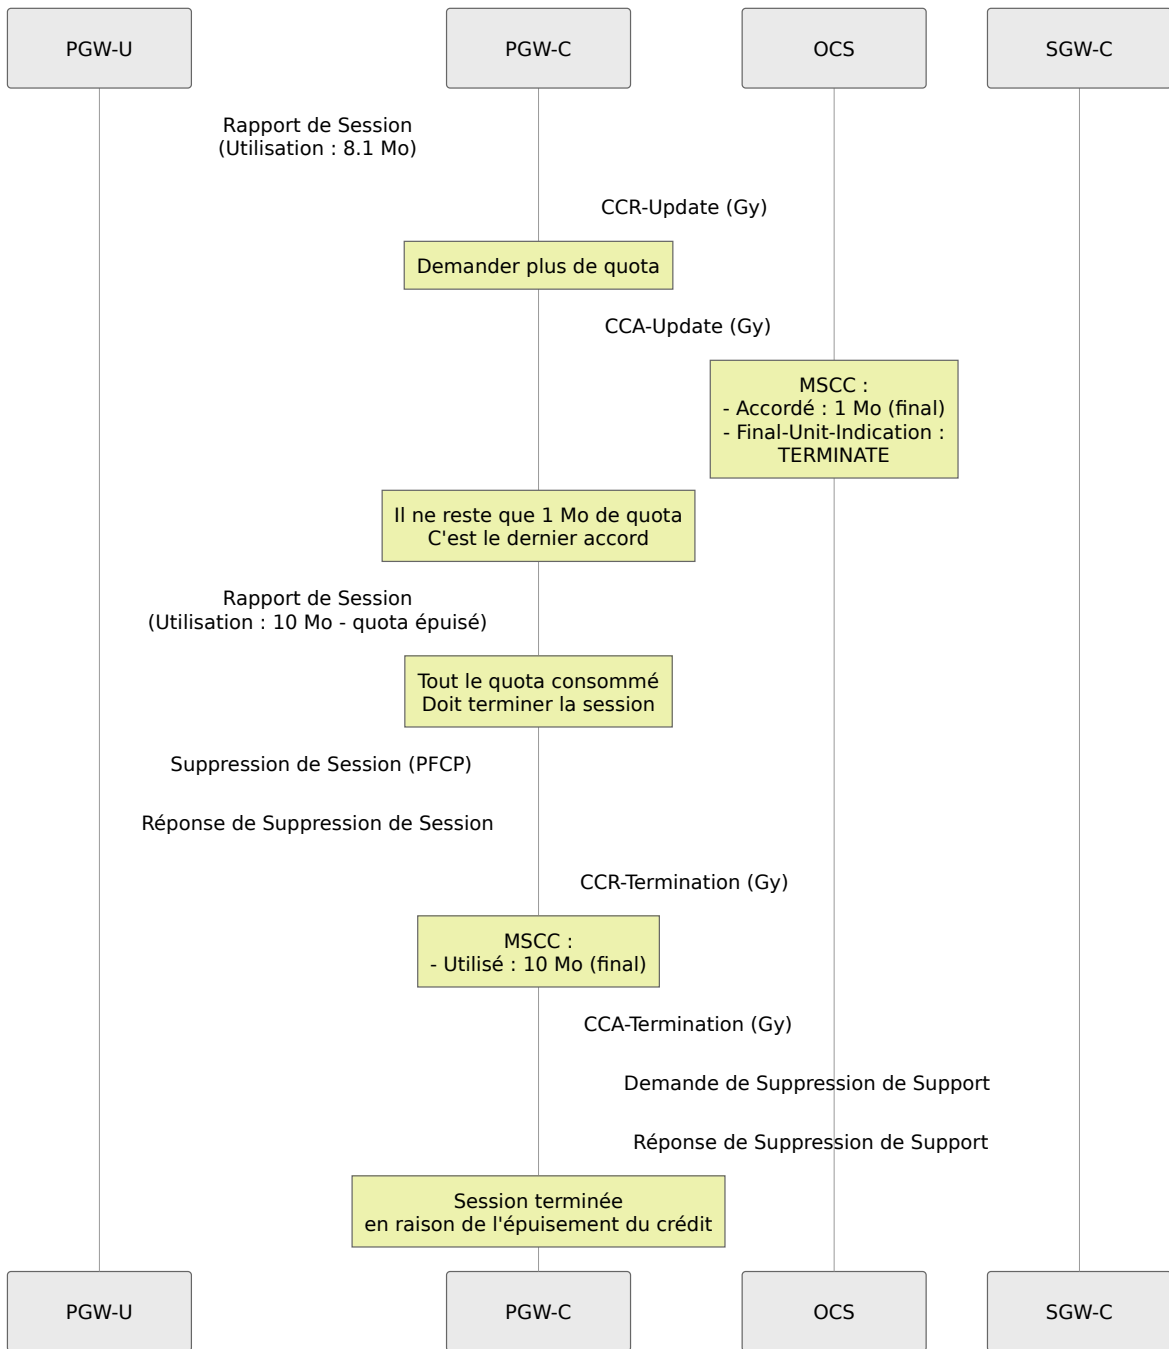 PGW-U
PGW-C
OCS
SGW-C
Rapport de Session
(Utilisation : 8.1 Mo)
CCR-Update (Gy)
Demander plus de quota
CCA-Update (Gy)
MSCC :
- Accordé : 1 Mo (final)
- Final-Unit-Indication :
TERMINATE
Il ne reste que 1 Mo de quota
C'est le dernier accord
Rapport de Session
(Utilisation : 10 Mo - quota épuisé)
Tout le quota consommé
Doit terminer la session
Suppression de Session (PFCP)
Réponse de Suppression de Session
CCR-Termination (Gy)
MSCC :
- Utilisé : 10 Mo (final)
CCA-Termination (Gy)
Demande de Suppression de Support
Réponse de Suppression de Support
Session terminée
en raison de l'épuisement du crédit
PGW-U
PGW-C
OCS
SGW-C